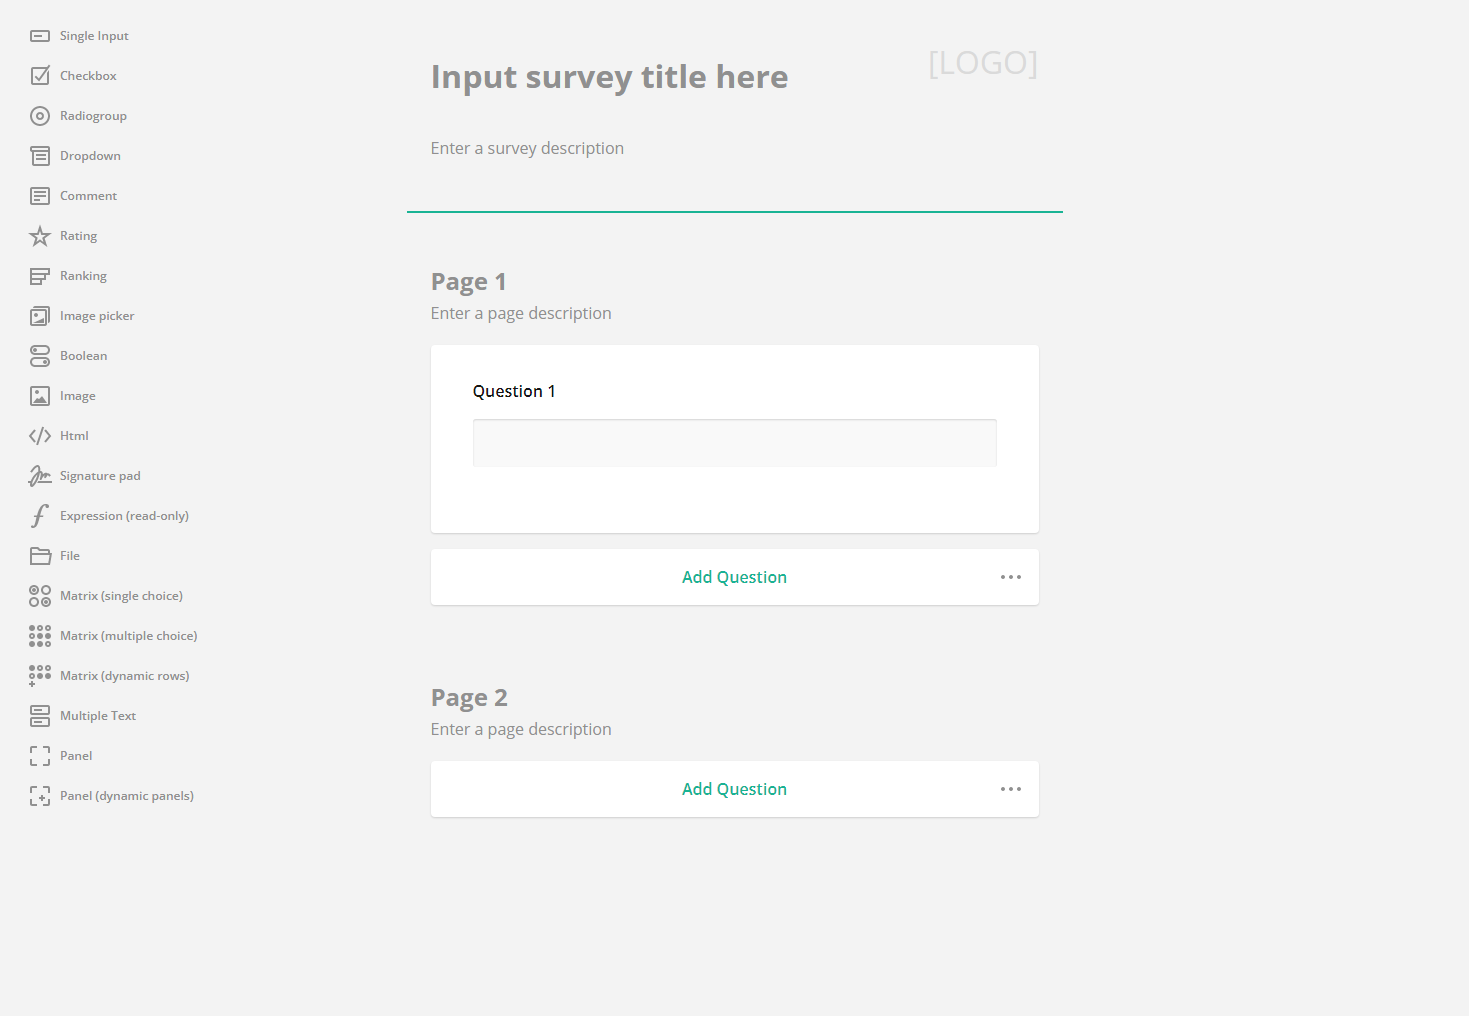 Single Input
Checkbox
Radiogroup
Dropdown
Comment
Rating
Ranking
Image picker
Boolean
Image
Html
Signature pad
Expression (read-only)
File
Matrix (single choice)
Matrix (multiple choice)
Matrix (dynamic rows)
Multiple Text
Panel
Panel (dynamic panels)
Input survey title here
[LOGO]
Enter a survey description
Page 1
Enter a page description
Question 1
Add Question
Page 2
Enter a page description
Add Question